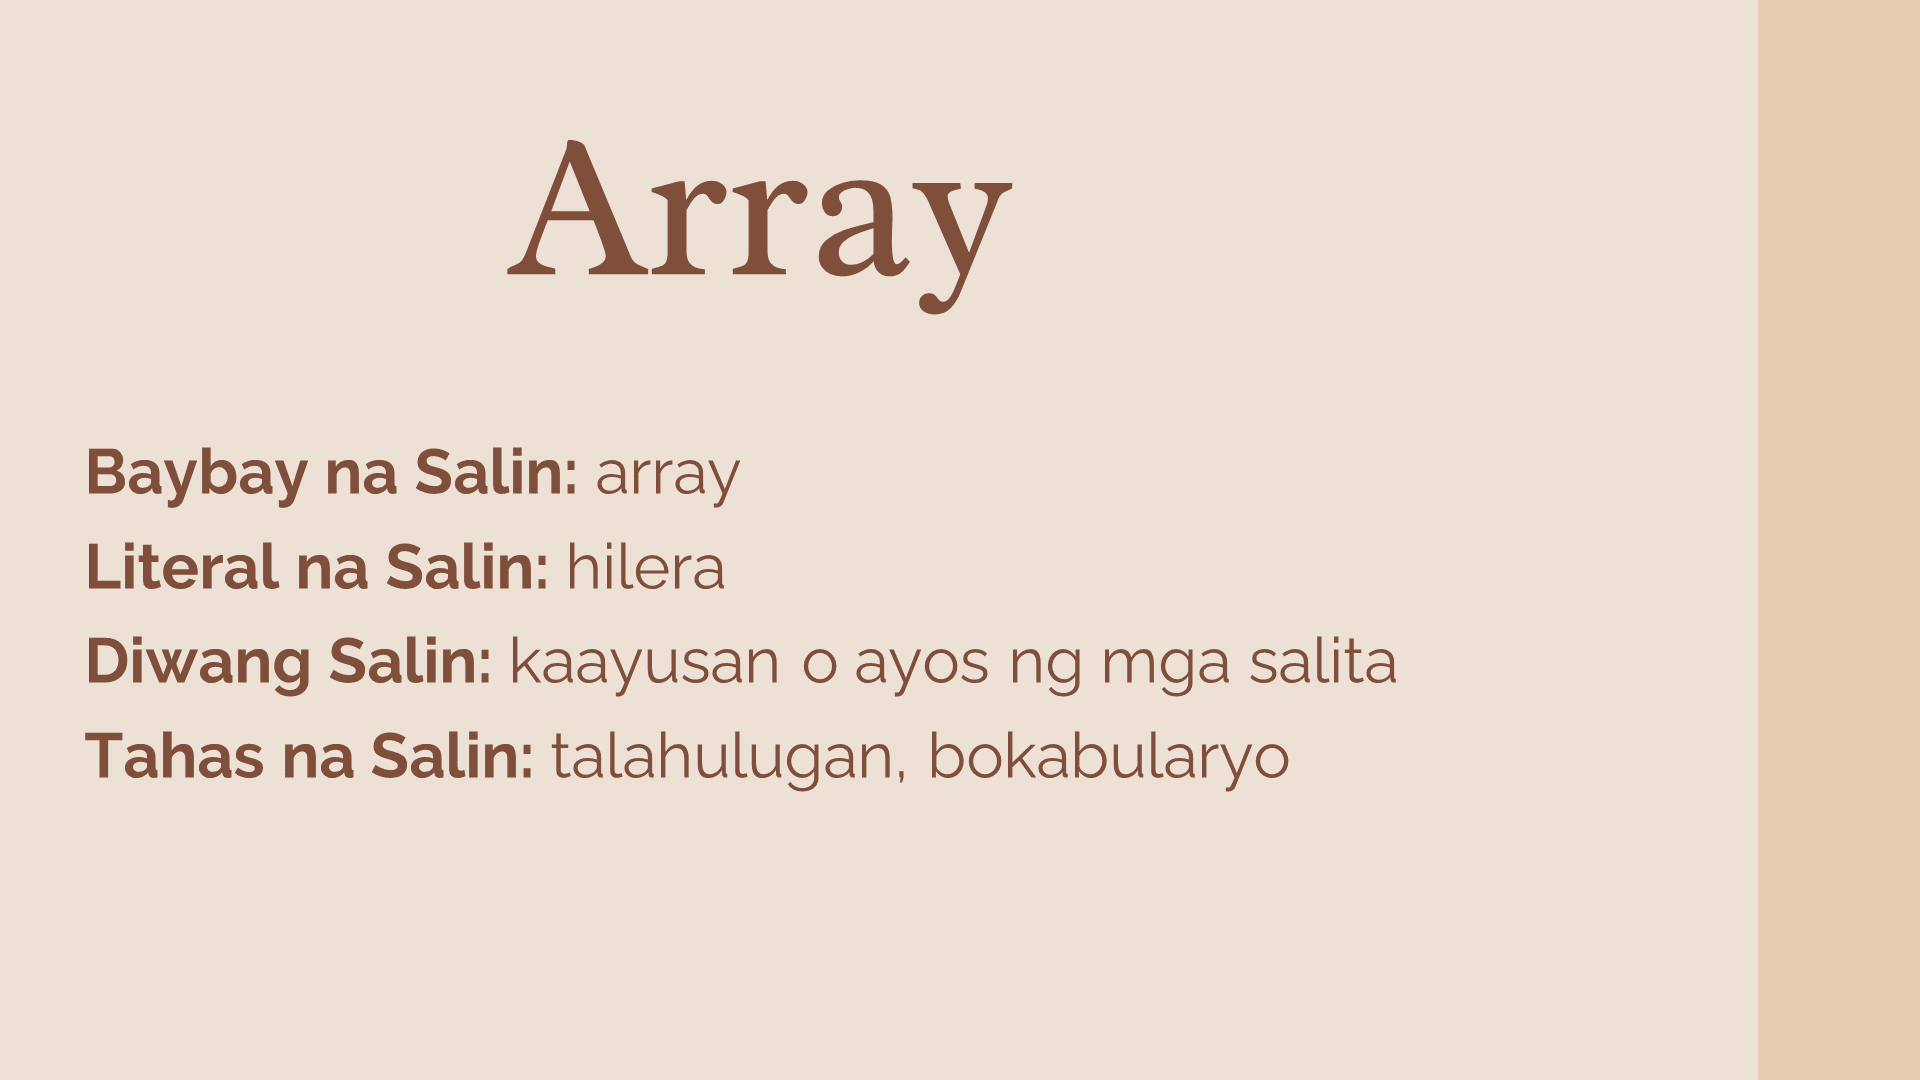 Array
Baybay na Salin: array
Literal na Salin: hilera
Diwang Salin: kaayusan o ayos ng mga salita
Tahas na Salin: talahulugan, bokabularyo